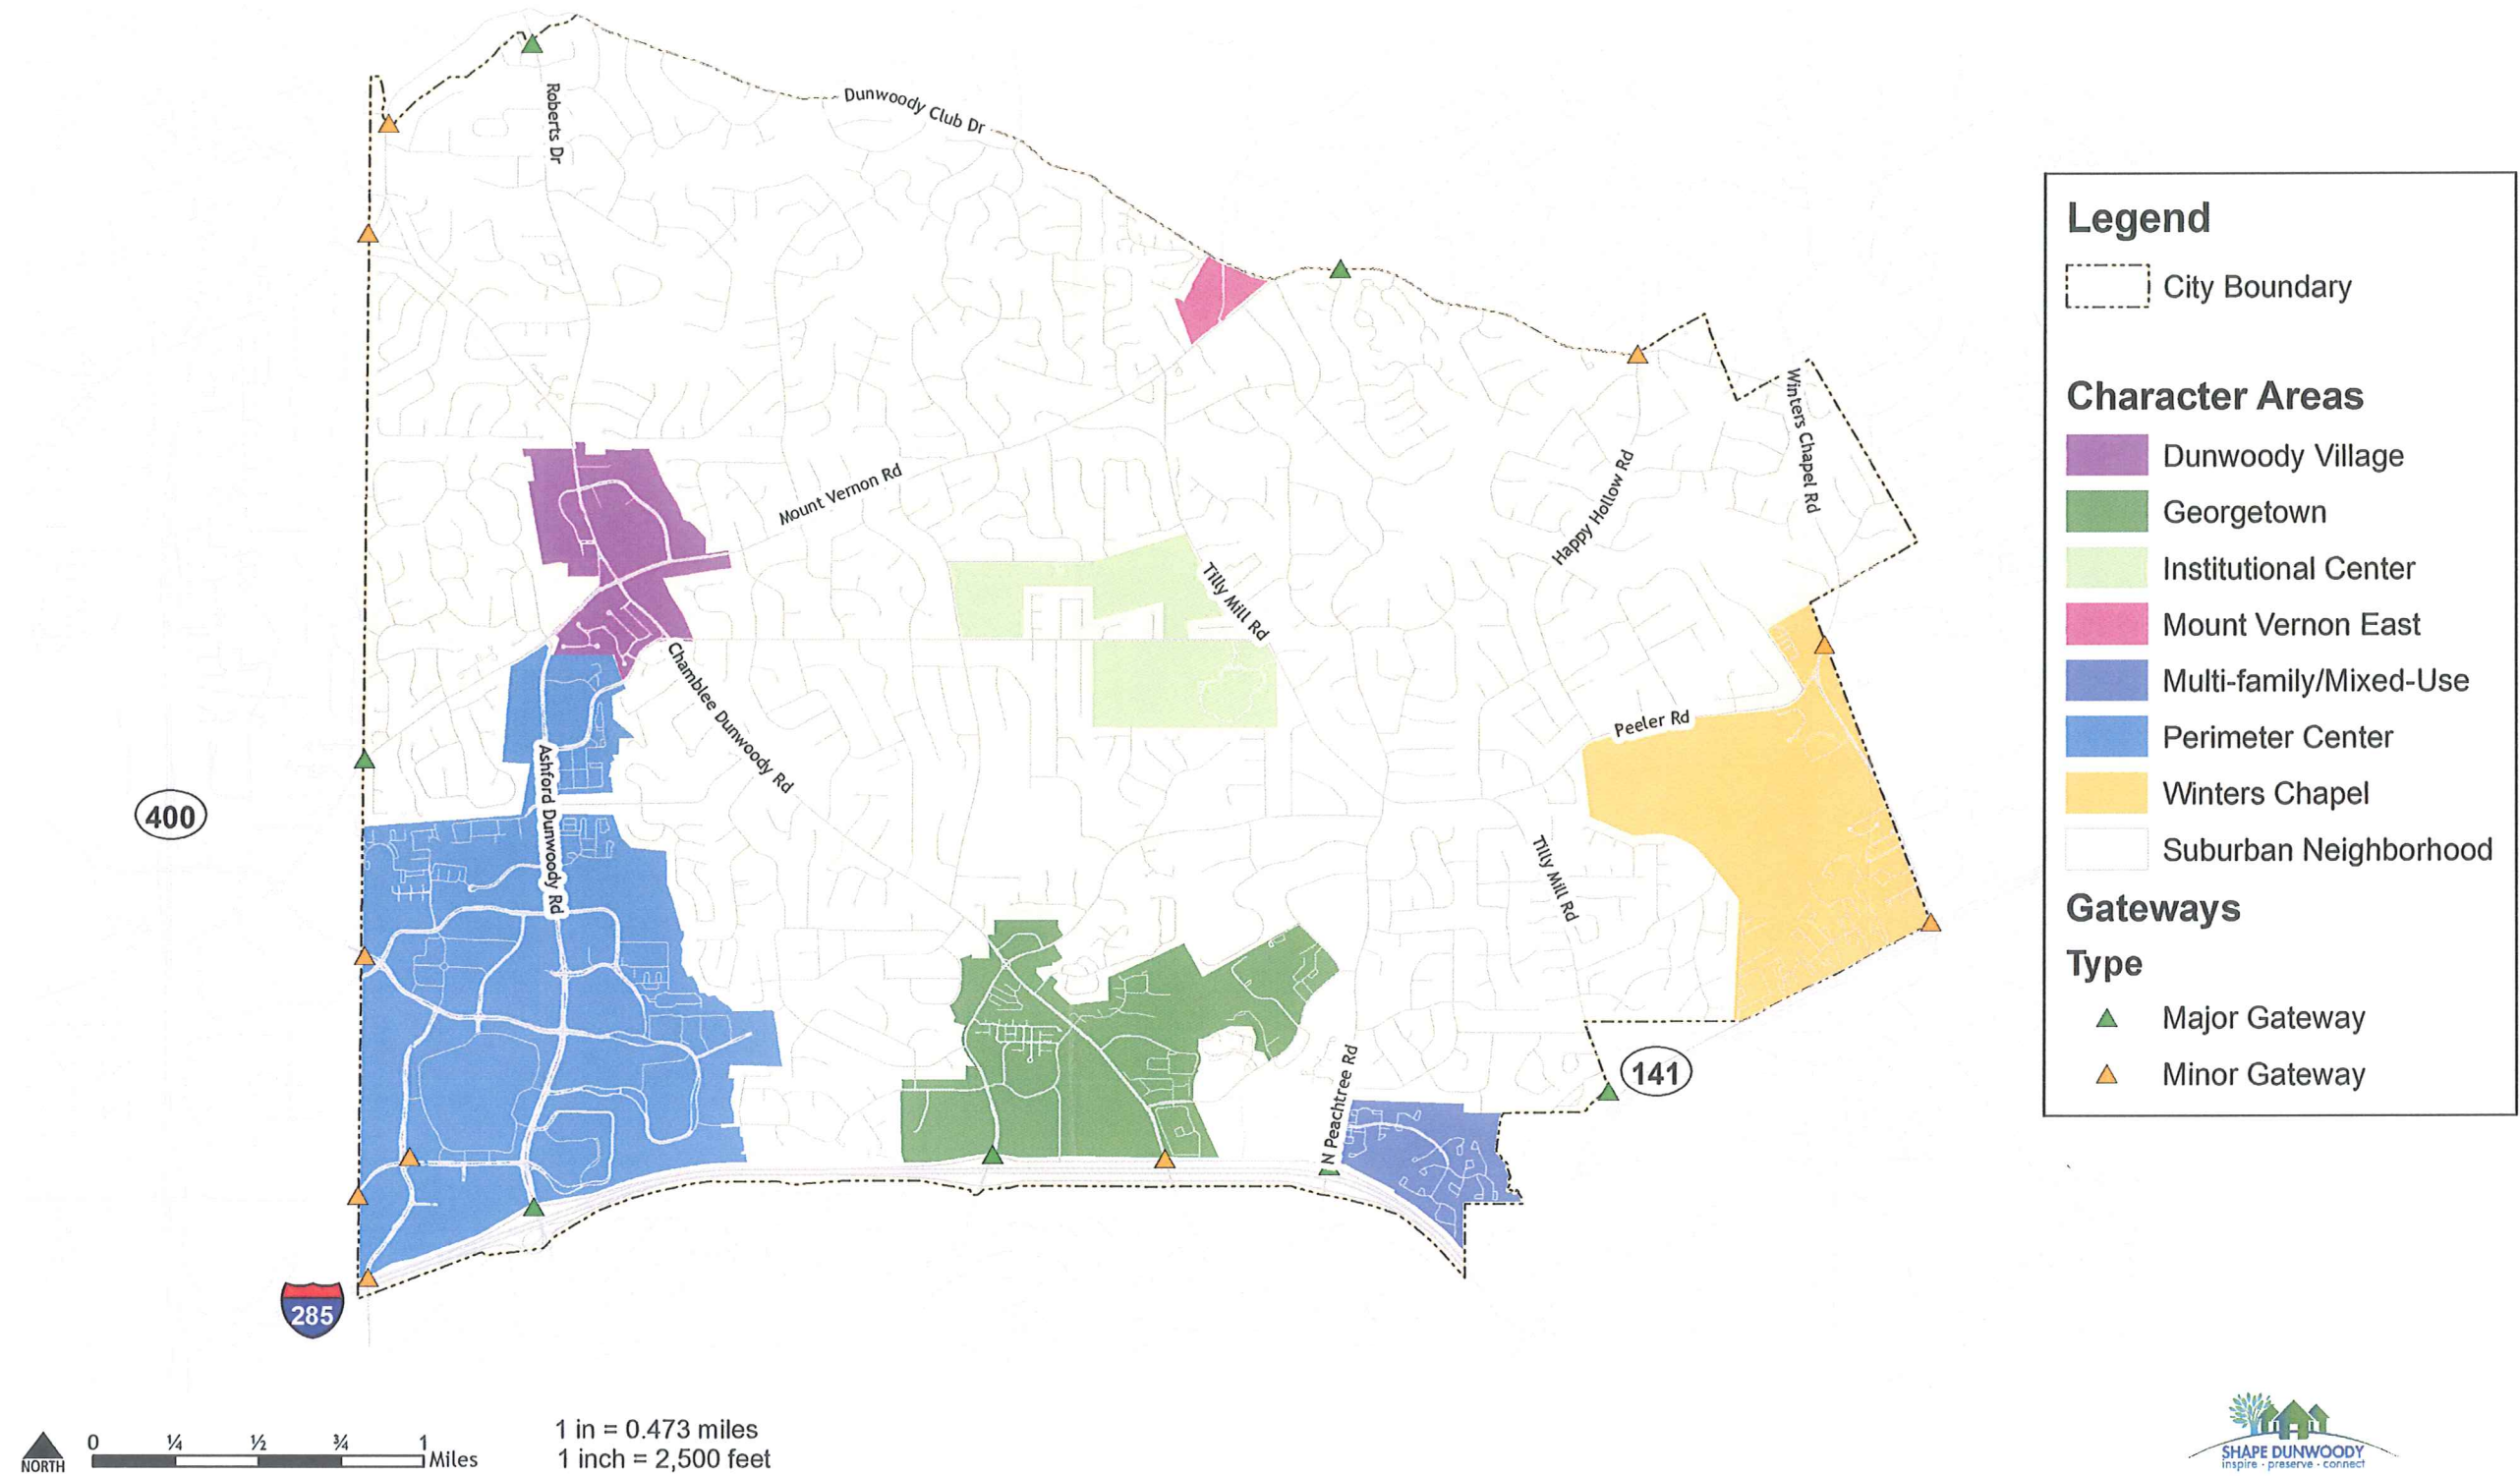 Roberts Dr
Dunwoody Club Dr
Mount Vernon Rd
Happy Hollow Rd
Winters Chapel Rd
Tilly Mill Rd
Chamblee Dunwoody Rd
Peeler Rd
Ashford Dunwoody Rd
400
Tilly Mill Rd
N Peachtree Rd
141
285
Legend
City Boundary
Character Areas
Dunwoody Village
Georgetown
Institutional Center
Mount Vernon East
Multi-family/Mixed-Use
Perimeter Center
Winters Chapel
Suburban Neighborhood
Gateways
Type
Major Gateway
Minor Gateway
NORTH
0 ¼ ½ ¾ 1
Miles
1 in = 0.473 miles
1 inch = 2,500 feet
SHAPE DUNWOODY
inspire - preserve - connect